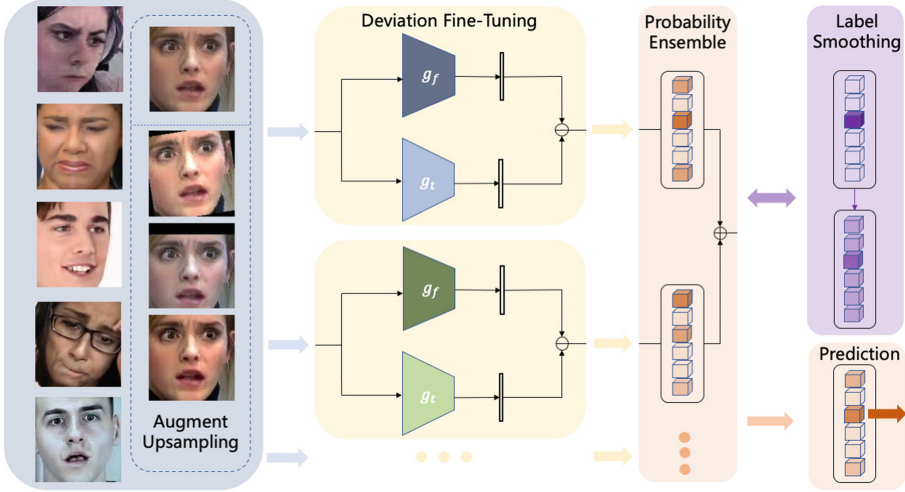 Deviation Fine-Tuning
Probability
Ensemble
Label
Smoothing
g_f
g_t
g_f
g_t
Augment
Upsampling
Prediction